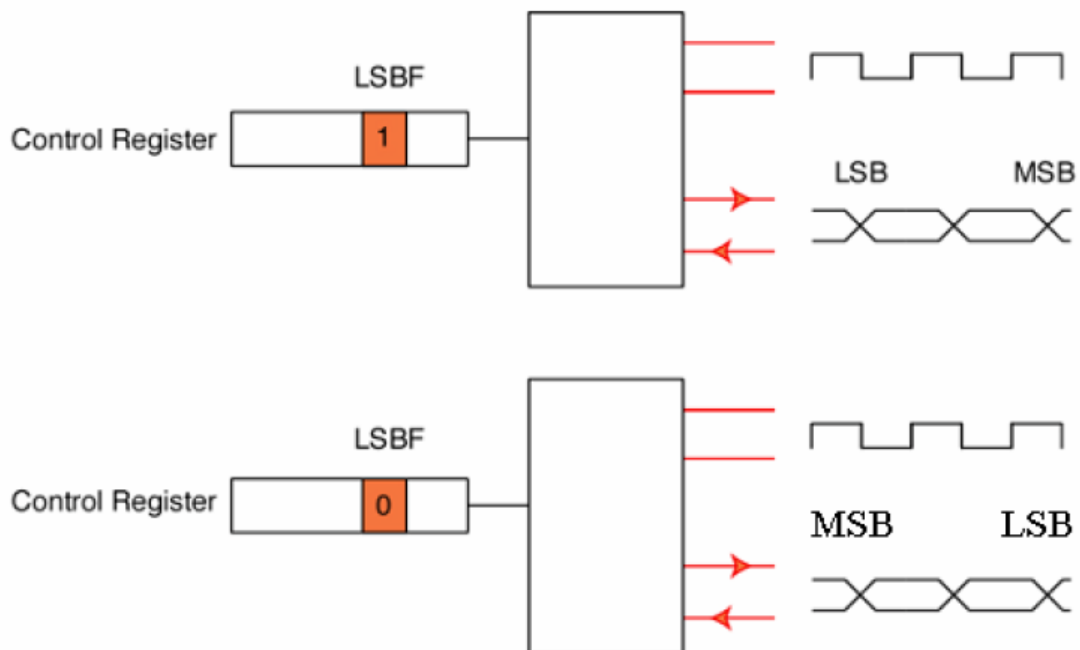 LSBF
Control Register
1
LSB
MSB
LSBF
Control Register
0
MSB
LSB